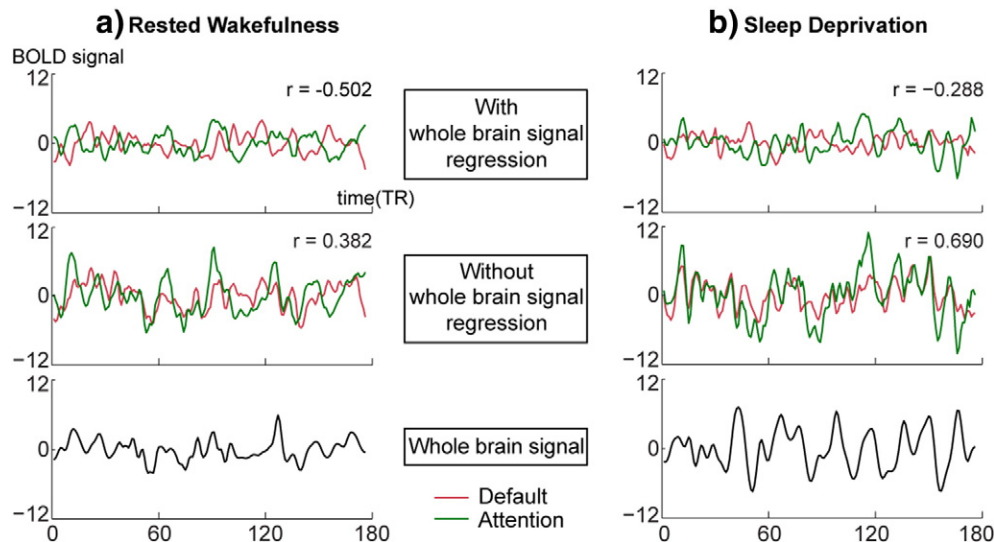 a) Rested Wakefulness
b) Sleep Deprivation
BOLD signal
12
0
−12
r = -0.502
time(TR)
With
whole brain signal
regression
12
0
−12
r = −0.288
12
0
−12
r = 0.382
Without
whole brain signal
regression
12
0
−12
r = 0.690
12
0
−12
0 60 120 180
Whole brain signal
Default
Attention
12
0
−12
0 60 120 180